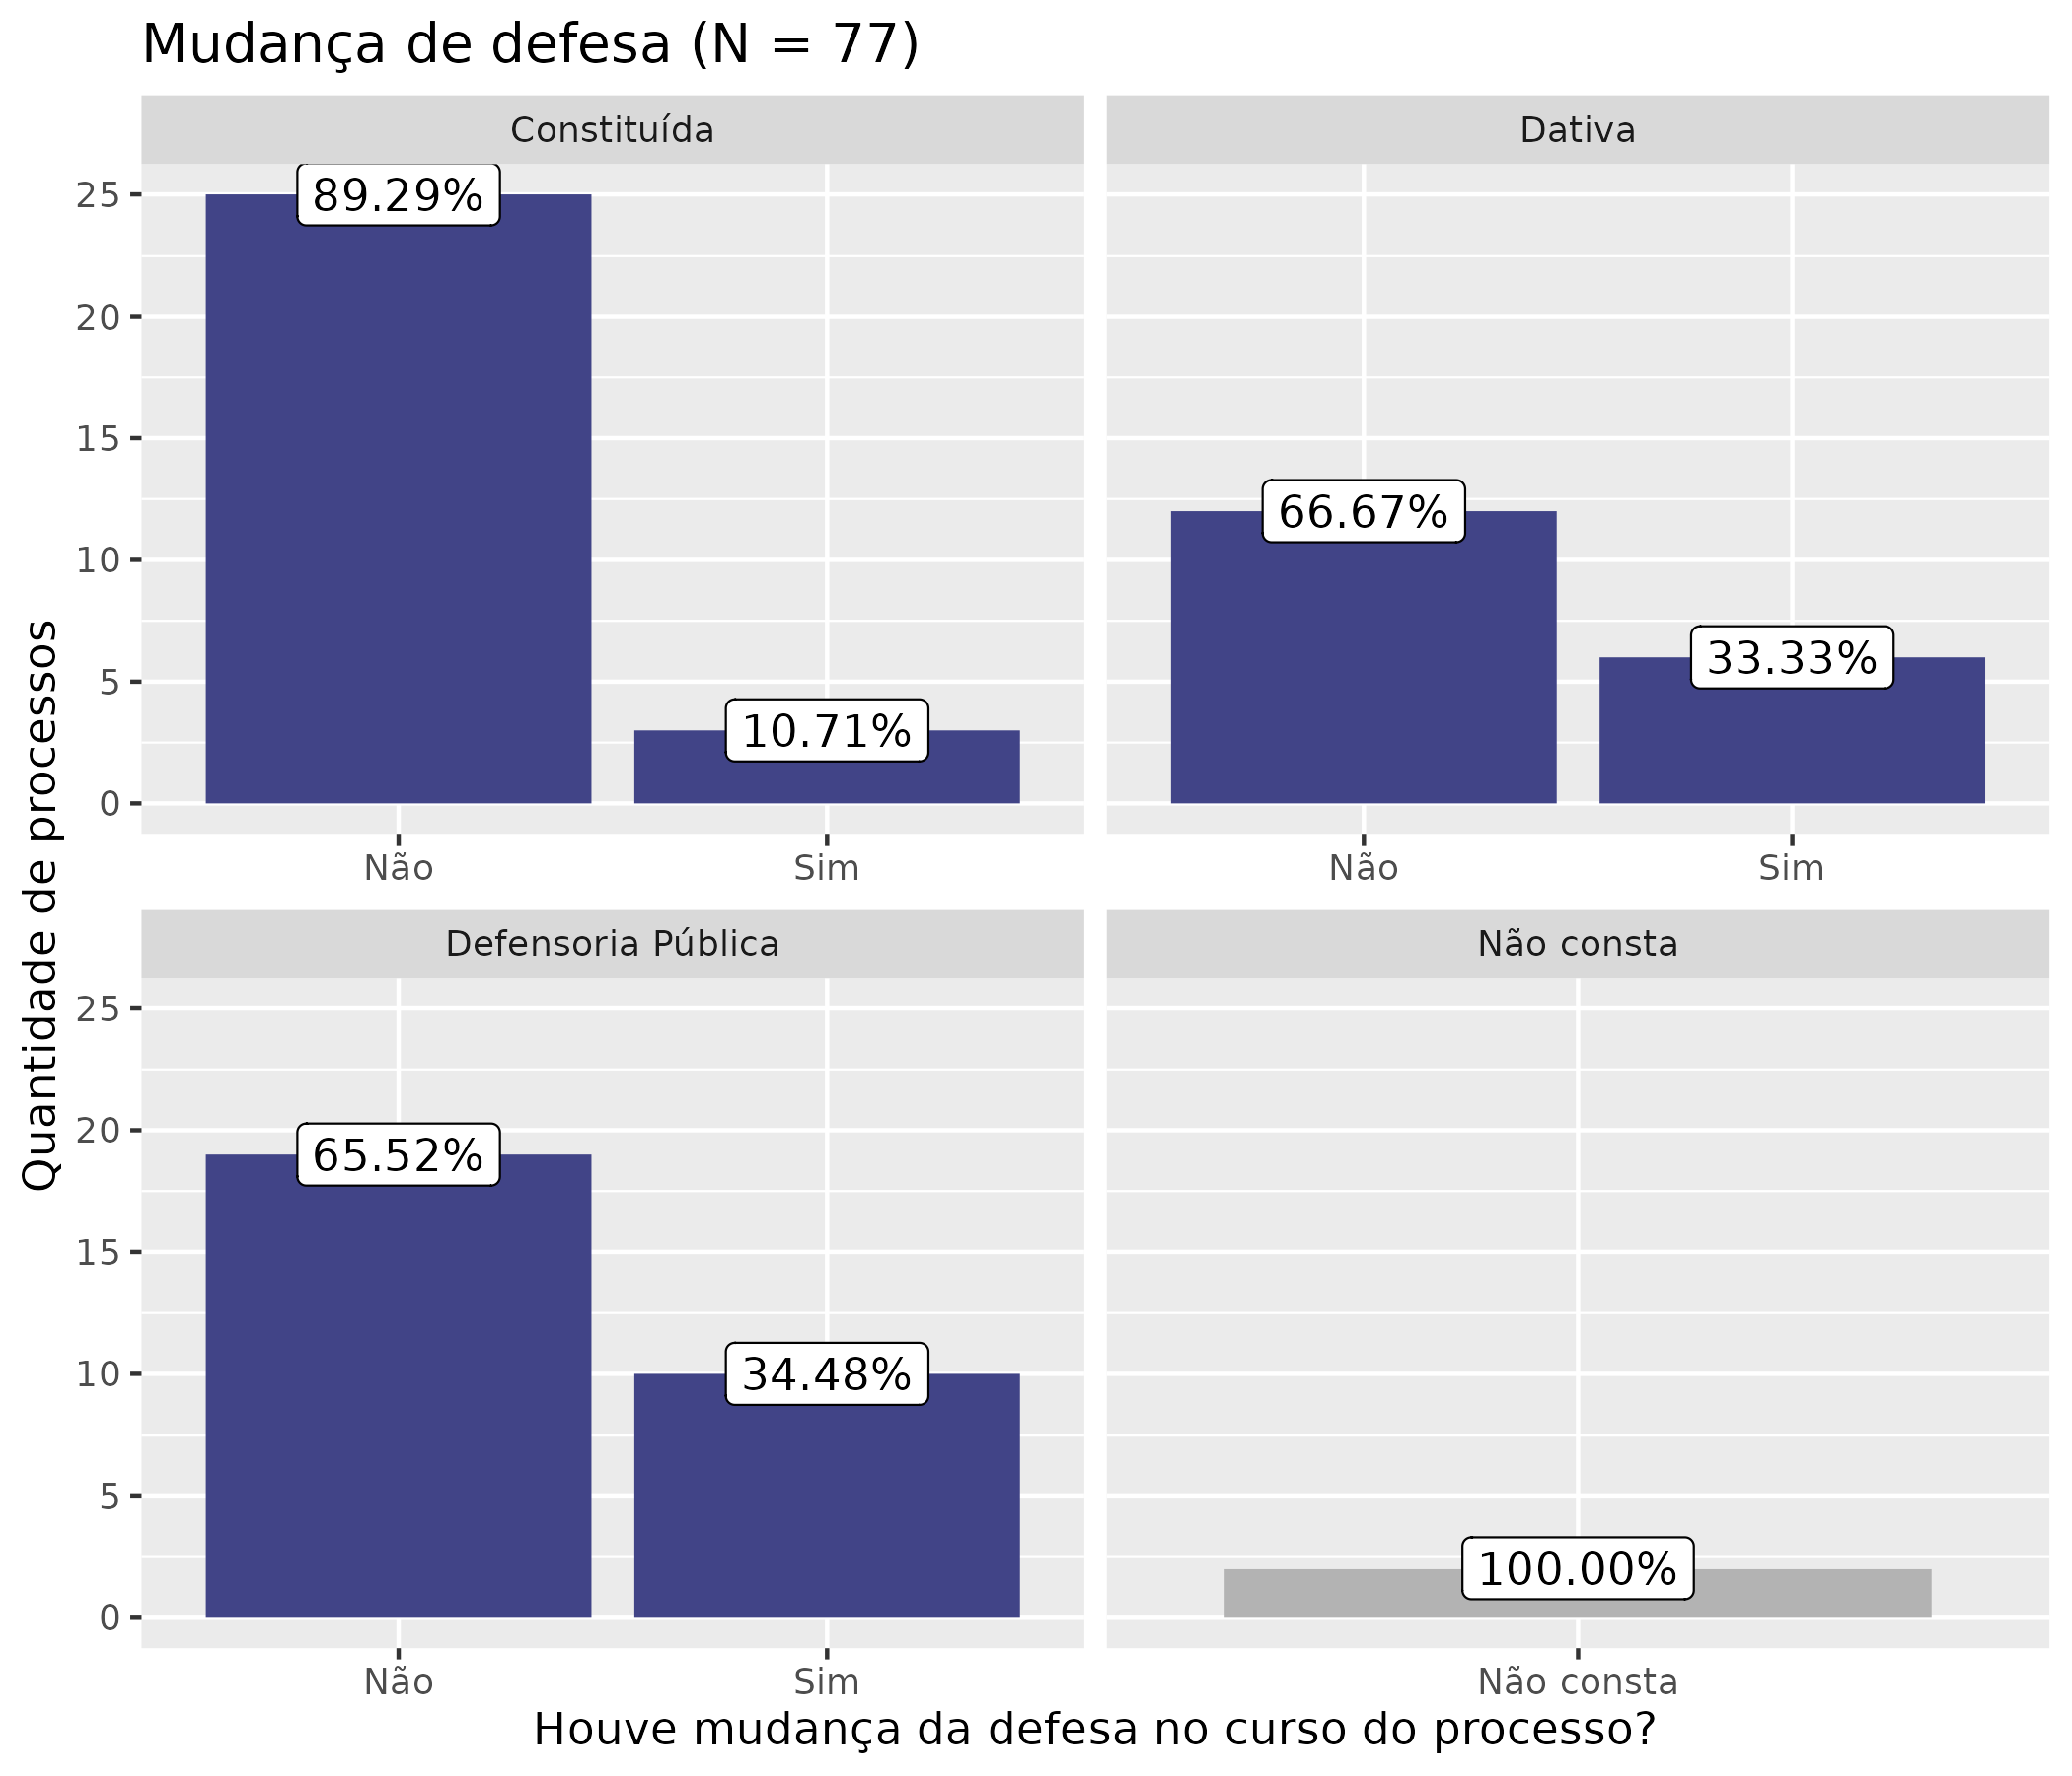 Mudança de defesa (N = 77)
Quantidade de processos
Constituída
Dativa
25
20
15
10
5
0
89.29%
10.71%
66.67%
33.33%
Não
Sim
Não
Sim
Defensoria Pública
Não consta
25
20
15
10
5
0
65.52%
34.48%
100.00%
Não
Sim
Não consta
Houve mudança da defesa no curso do processo?